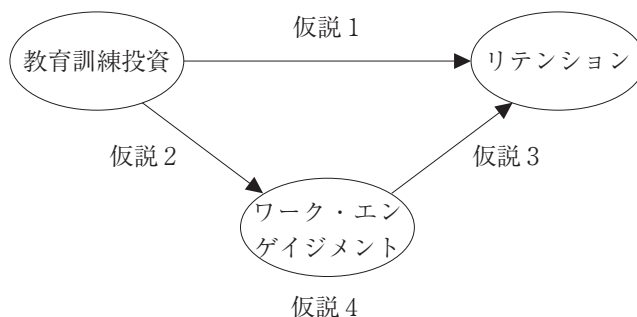 仮説1
教育訓練投資
リテンション
仮説2
仮説3
ワーク・エン
ゲイジメント
仮説4